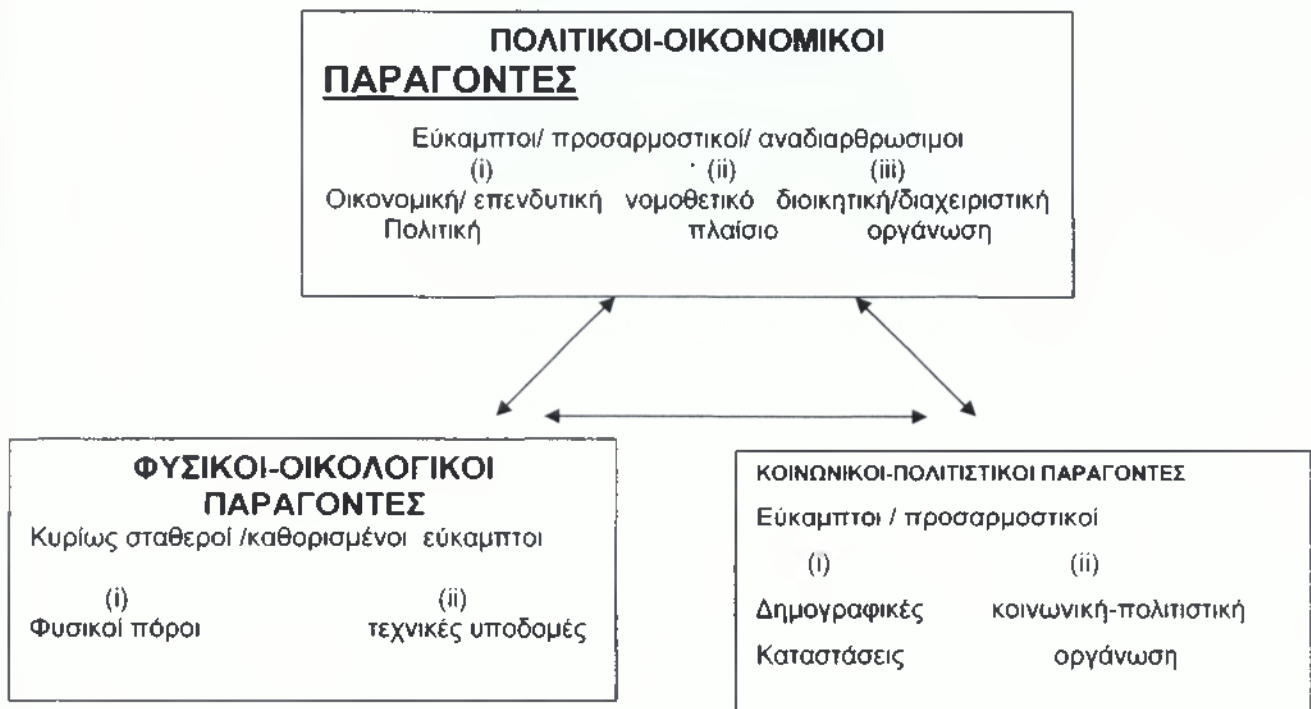 ΠΟΛΙΤΙΚΟΙ-ΟΙΚΟΝΟΜΙΚΟΙ
ΠΑΡΑΓΟΝΤΕΣ
Εύκαμπτοι/ προσαρμοστικοί/ αναδιαρθρωσιμοι
(i) (ii) (iii)
Οικονομική/ επενδυτική νομοθετικό διοικητική/διαχειριστική
Πολιτική πλαίσιο οργάνωση
ΦΥΣΙΚΟΙ-ΟΙΚΟΛΟΓΙΚΟΙ
ΠΑΡΑΓΟΝΤΕΣ
Κυρίως σταθεροί /καθορισμένοι εύκαμπτοι
(i) (ii)
Φυσικοί πόροι τεχνικές υποδομές
ΚΟΙΝΩΝΙΚΟΙ-ΠΟΛΙΤΙΣΤΙΚΟΙ ΠΑΡΑΓΟΝΤΕΣ
Εύκαμπτοι / προσαρμοστικοί
(i) (ii)
Δημογραφικές κοινωνική-πολιτιστική
Καταστάσεις οργάνωση